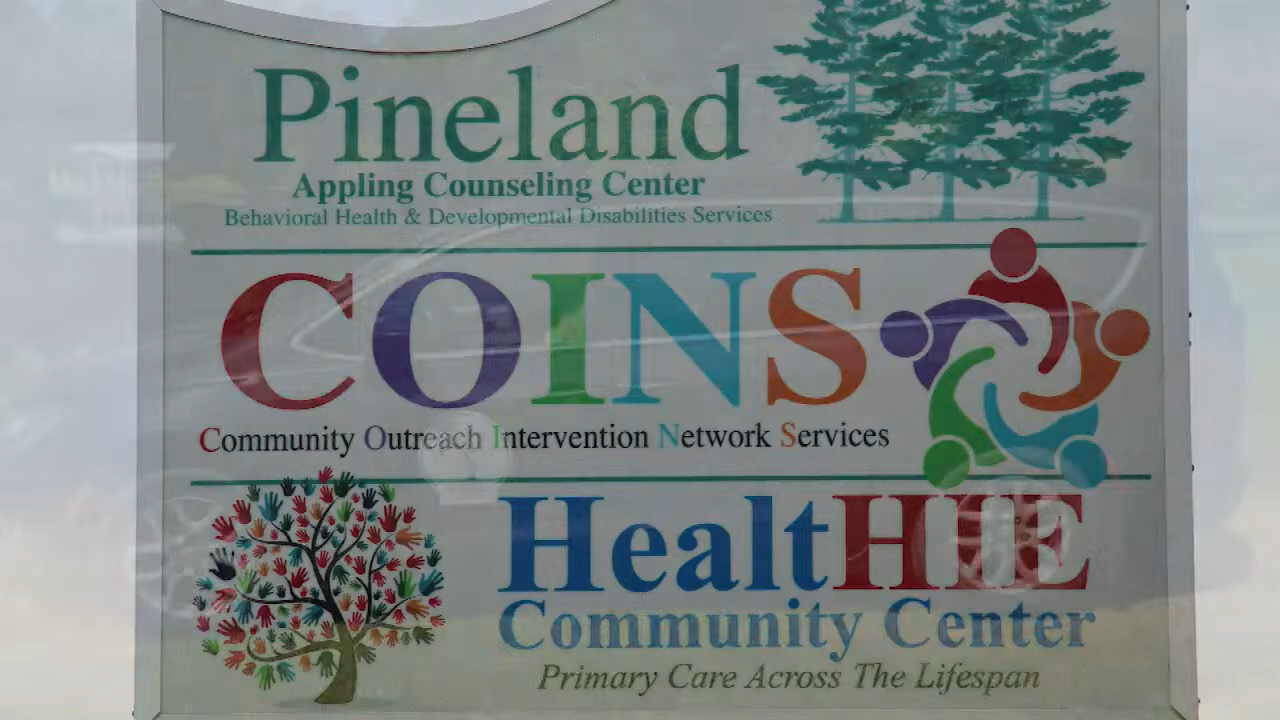 Pineland
Appling Counseling Center
Behavioral Health & Developmental Disabilities Services
COINS
Community Outreach Intervention Network Services
HealtHIE
Community Center
Primary Care Across The Lifespan